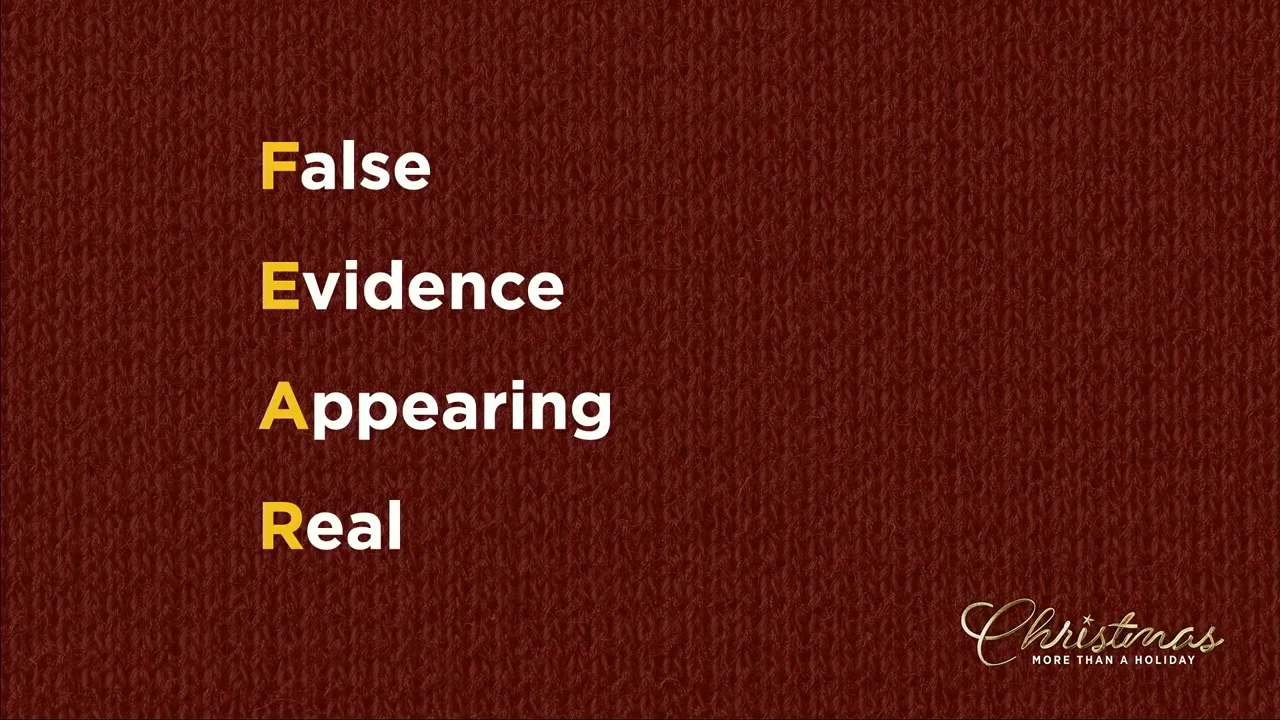 False
Evidence
Appearing
Real
Christmas
MORE THAN A HOLIDAY